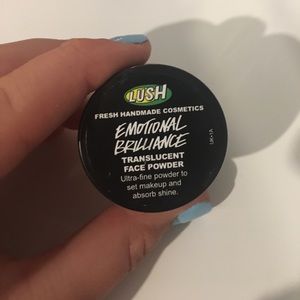 LUSH
FRESH HANDMADE COSMETICS
EMOTIONAL
BRILLIANCE
TRANSLUCENT
FACE POWDER
Ultra-fine powder to
set makeup and
absorb shine.